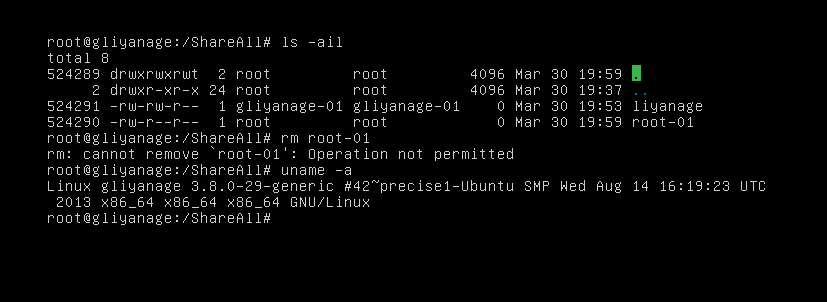 root@gliyanage:/ShareAll# ls -ail
total 8
524289 drwxrwxrwt  2 root         root         4096 Mar 30 19:59 .
     2 drwxr-xr-x 24 root         root         4096 Mar 30 19:37 ..
524291 -rw-rw-r--  1 gliyanage-01 gliyanage-01    0 Mar 30 19:53 liyanage
524290 -rw-r--r--  1 root         root            0 Mar 30 19:59 root-01
root@gliyanage:/ShareAll# rm root-01
rm: cannot remove `root-01': Operation not permitted
root@gliyanage:/ShareAll# uname -a
Linux gliyanage 3.8.0-29-generic #42~precise1-Ubuntu SMP Wed Aug 14 16:19:23 UTC
 2013 x86_64 x86_64 x86_64 GNU/Linux
root@gliyanage:/ShareAll#